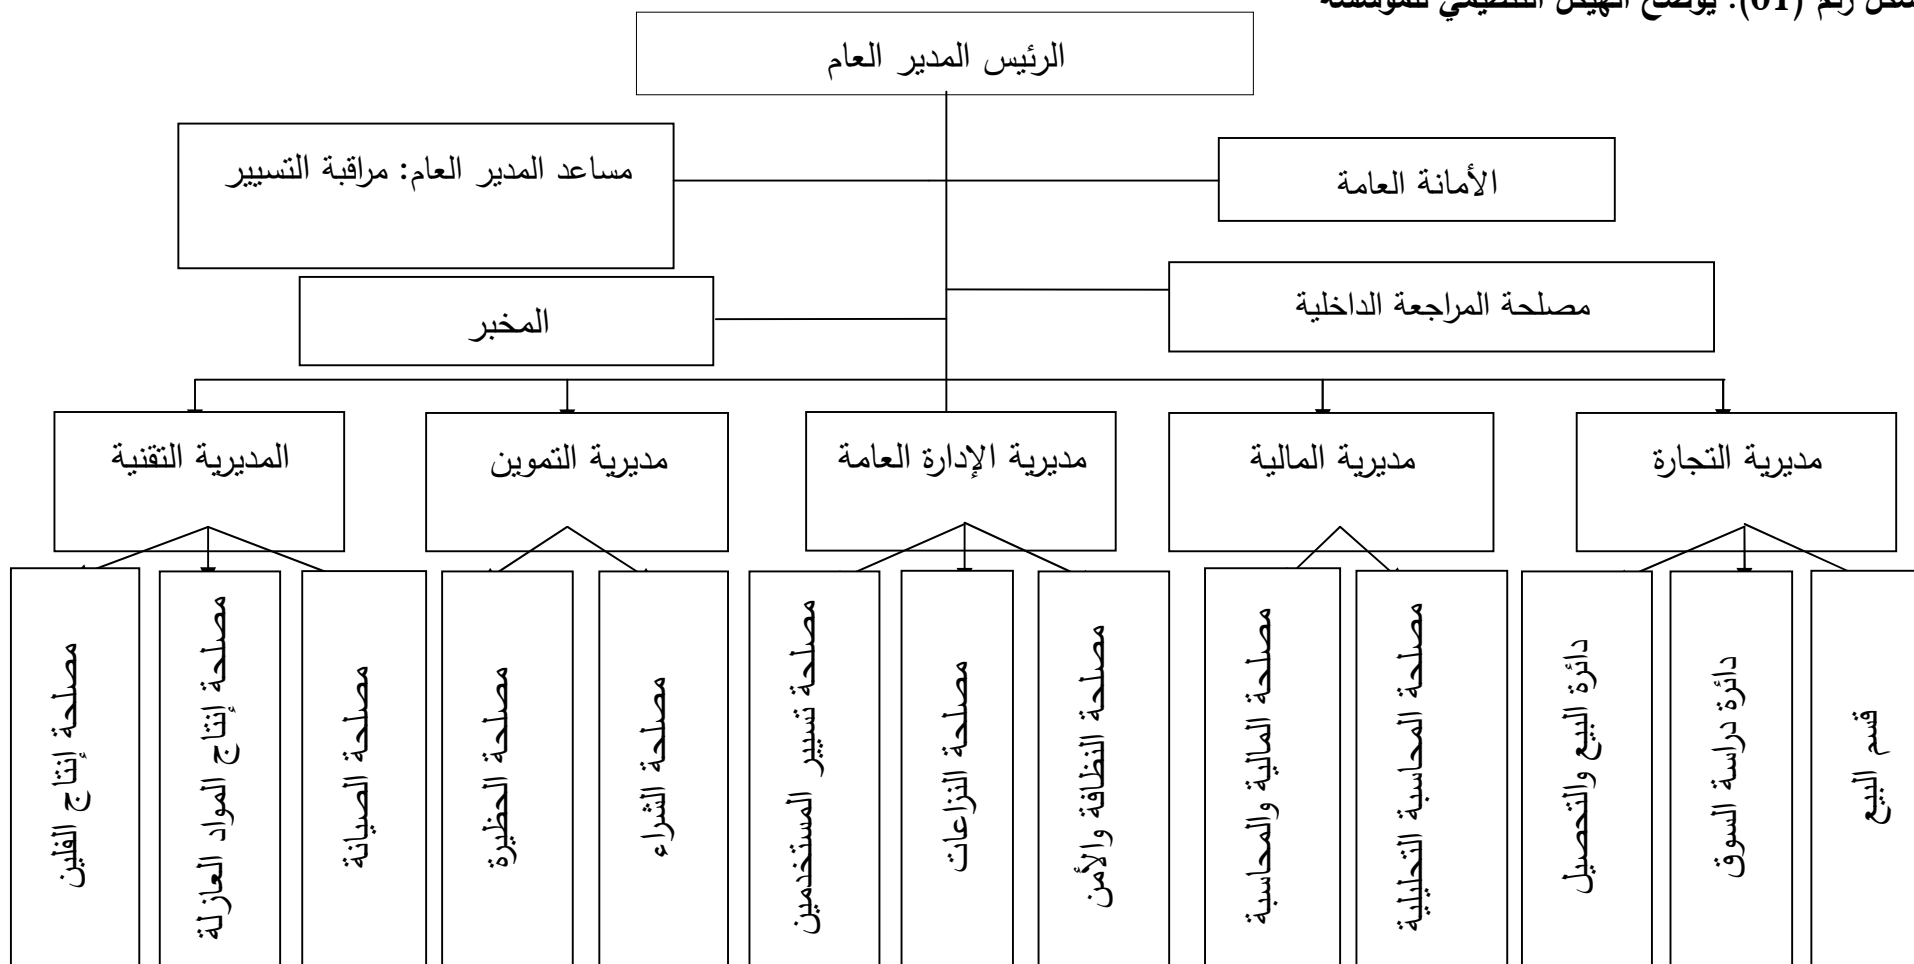 (01): يوضح الهيكل التنظيمي للمؤسسة
الرئيس المدير العام
الأمانة العامة
مساعد المدير العام: مراقبة التسيير
مصلحة المراجعة الداخلية
المخبر
مديرية التجارة
مديرية المالية
مديرية الإدارة العامة
مديرية التموين
المديرية التقنية
قسم البيع
دائرة دراسة السوق
دائرة البيع والتحصيل
مصلحة المحاسبة التحليلية
مصلحة المالية والمحاسبة
مصلحة النظافة والأمن
مصلحة النزاعات
مصلحة تسيير المستخدمين
مصلحة الشراء
مصلحة الحظيرة
مصلحة الصيانة
مصلحة إنتاج المواد العازلة
مصلحة إنتاج الفلين